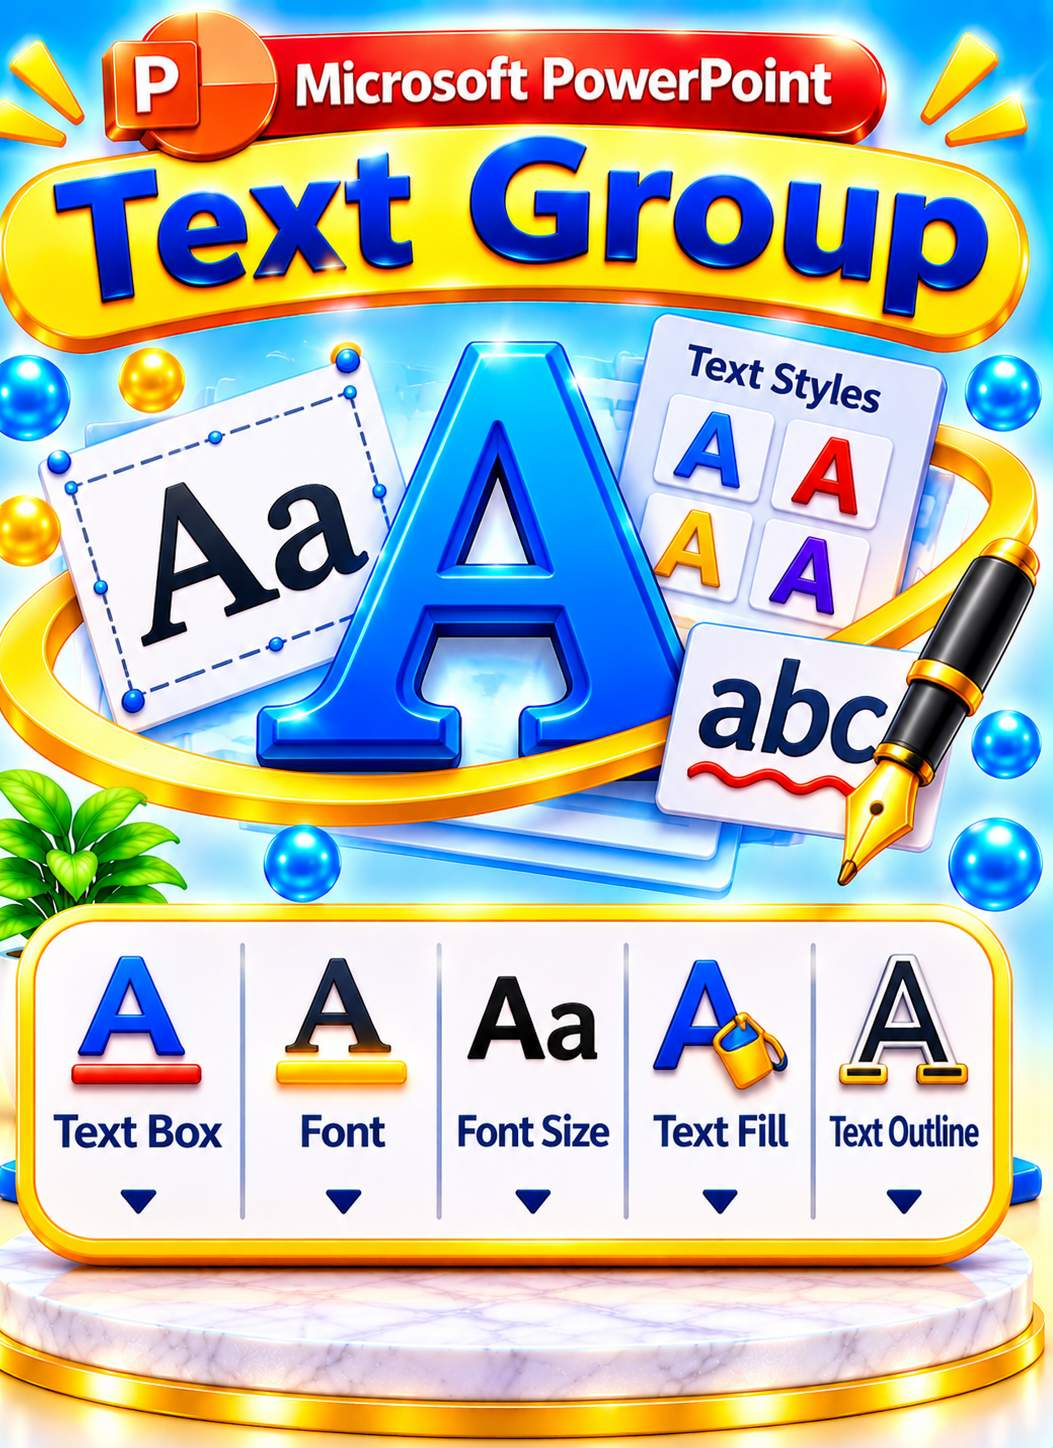 P
Microsoft PowerPoint
Text Group
Aa
A
Text Styles
A A
A A
abc
A
Text Box
A
Font
Aa
Font Size
A
Text Fill
A
Text Outline